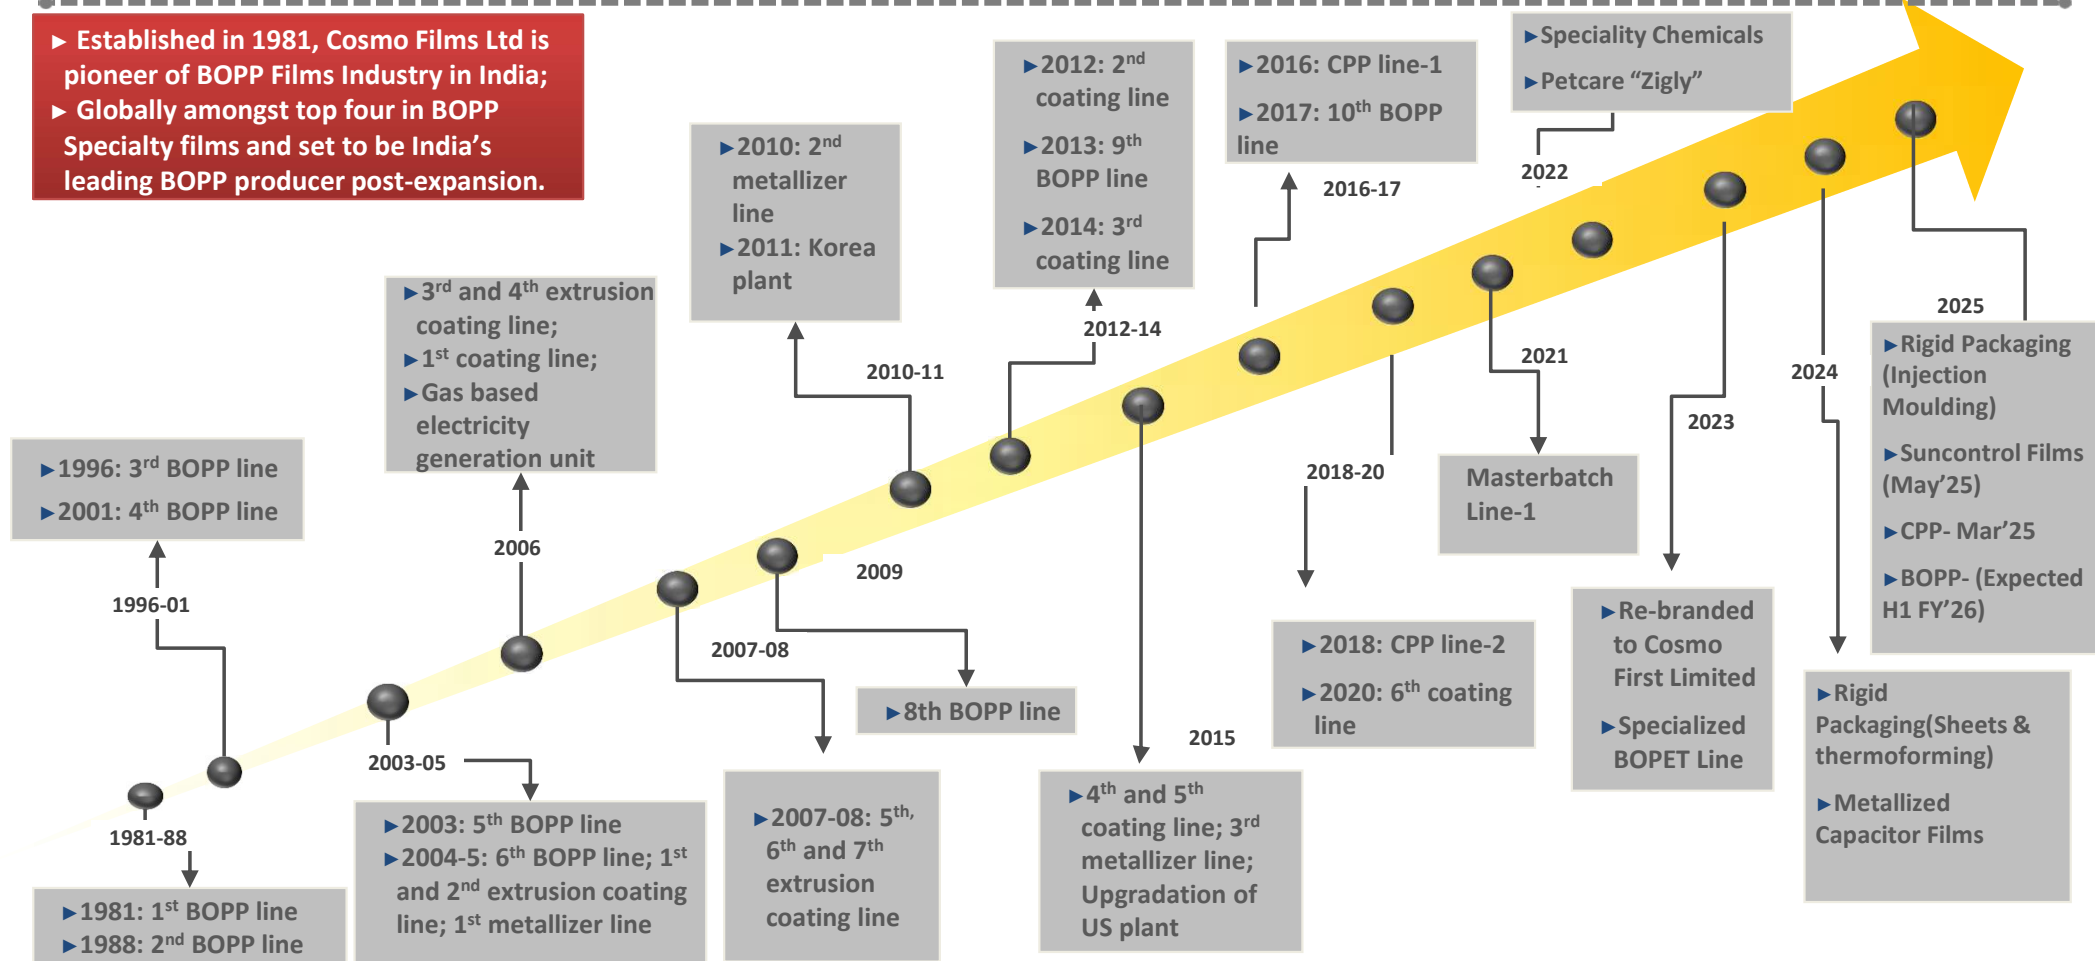 ► Established in 1981, Cosmo Films Ltd is
pioneer of BOPP Films Industry in India;
► Globally amongst top four in BOPP
Specialty films and set to be India's
leading BOPP producer post-expansion.
►1996: 3rd BOPP line
►2001: 4th BOPP line
1996-01
1981-88
►1981: 1st BOPP line
►1988: 2nd BOPP line
►3rd and 4th extrusion
coating line;
►1st coating line;
►Gas based
electricity
generation unit
2006
2003-05
►2003: 5th BOPP line
►2004-5: 6th BOPP line; 1st
and 2nd extrusion coating
line; 1st metallizer line
►2010: 2nd
metallizer
line
►2011: Korea
plant
2010-11
2009
2007-08
►8th BOPP line
►2007-08: 5th,
6th and 7th
extrusion
coating line
►2012: 2nd
coating line
►2013: 9th
BOPP line
►2014: 3rd
coating line
2012-14
2015
►4th and 5th
coating line; 3rd
metallizer line;
Upgradation of
US plant
►2016: CPP line-1
►2017: 10th BOPP
line
2016-17
2018-20
►2018: CPP line-2
►2020: 6th coating
line
►Speciality Chemicals
►Petcare “Zigly”
2022
2021
Masterbatch
Line-1
2023
►Re-branded
to Cosmo
First Limited
►Specialized
BOPET Line
2024
►Rigid
Packaging(Sheets &
thermoforming)
►Metallized
Capacitor Films
2025
►Rigid Packaging
(Injection
Moulding)
►Suncontrol Films
(May'25)
►CPP- Mar'25
►BOPP- (Expected
H1 FY'26)